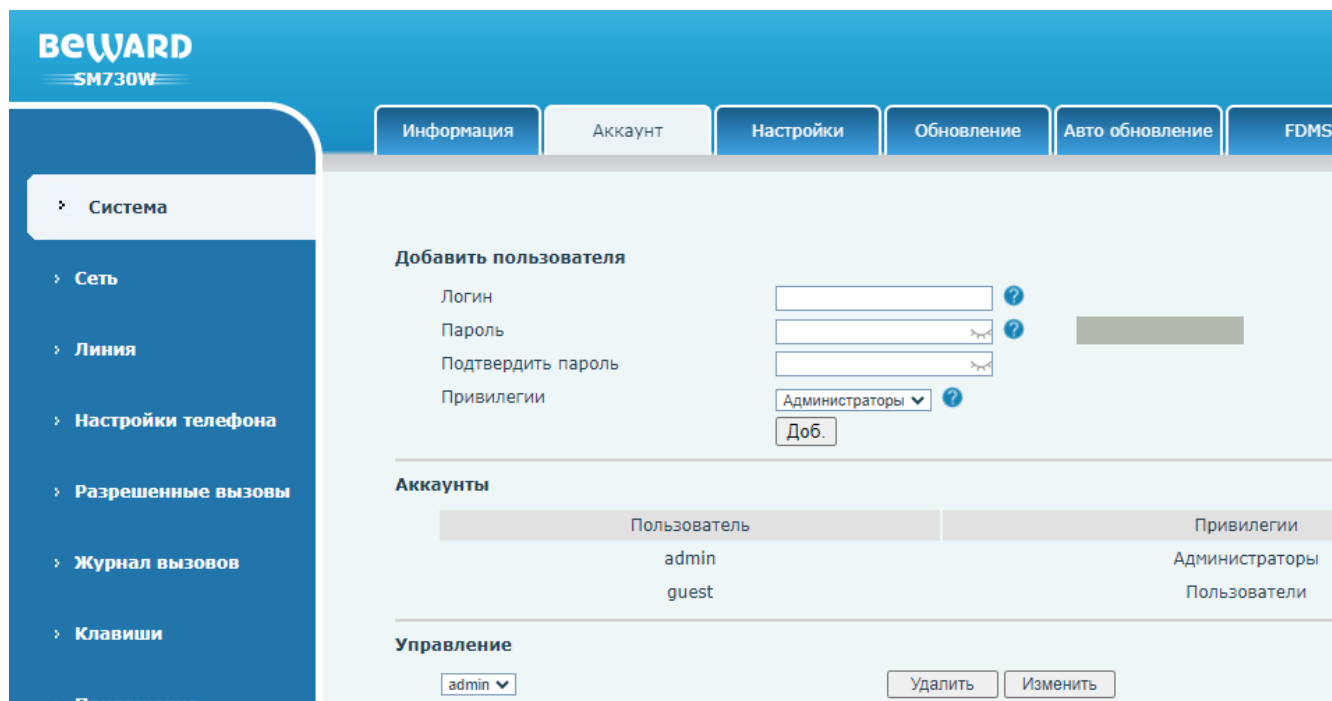 BEWARD
SM730W
Информация Аккаунт Настройки Обновление Авто обновление FDMS
Система
Сеть
Линия
Настройки телефона
Разрешенные вызовы
Журнал вызовов
Клавиши
Добавить пользователя
Логин
Пароль
Подтвердить пароль
Привилегии Администраторы
Доб.
Аккаунты
Пользователь Привилегии
admin Администраторы
guest Пользователи
Управление
admin Удалить Изменить